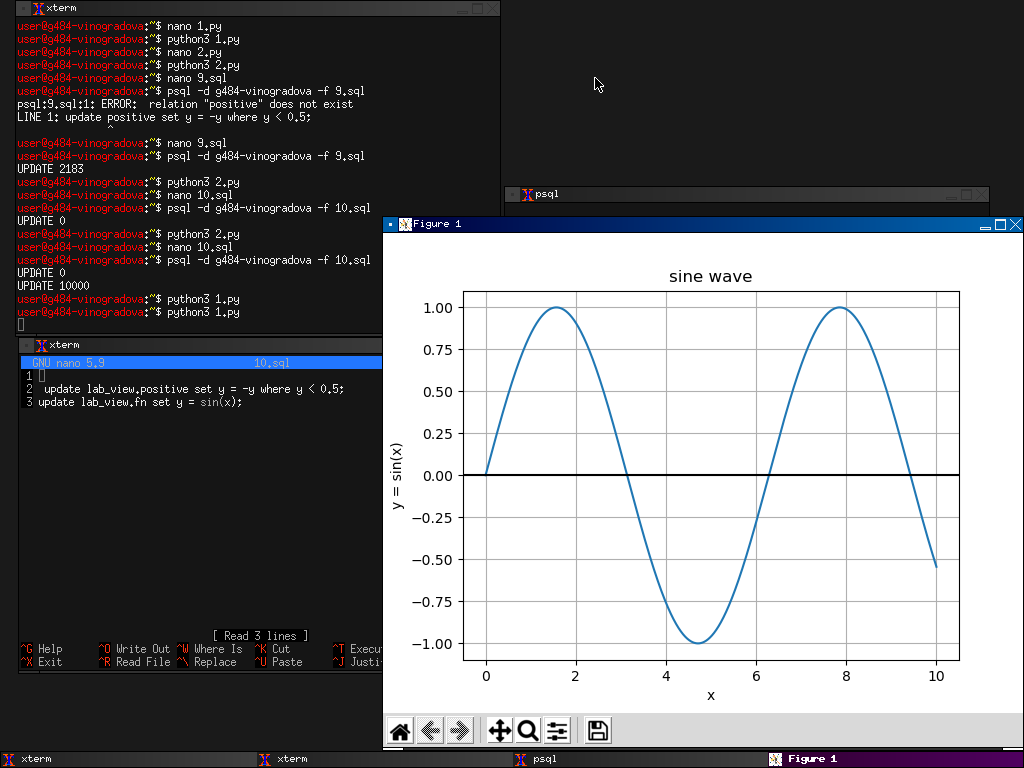 xterm
user@g484-vinogradova:~$ nano 1.py
user@g484-vinogradova:~$ python3 1.py
user@g484-vinogradova:~$ nano 2.py
user@g484-vinogradova:~$ python3 2.py
user@g484-vinogradova:~$ nano 9.sql
user@g484-vinogradova:~$ psql -d g484-vinogradova -f 9.sql
psql:9.sql:1: ERROR:  relation "positive" does not exist
LINE 1: update positive set y = -y where y < 0.5;
^
user@g484-vinogradova:~$ nano 9.sql
user@g484-vinogradova:~$ psql -d g484-vinogradova -f 9.sql
UPDATE 2183
user@g484-vinogradova:~$ python3 2.py
user@g484-vinogradova:~$ nano 10.sql
user@g484-vinogradova:~$ psql -d g484-vinogradova -f 10.sql
UPDATE 0
user@g484-vinogradova:~$ python3 2.py
user@g484-vinogradova:~$ nano 10.sql
user@g484-vinogradova:~$ psql -d g484-vinogradova -f 10.sql
UPDATE 0
UPDATE 10000
user@g484-vinogradova:~$ python3 1.py
user@g484-vinogradova:~$ python3 1.py
xterm
GNU nano 5.9 10.sql
1
2 update lab_view.positive set y = -y where y < 0.5;
3 update lab_view.fn set y = sin(x);
[ Read 3 lines ]
^G Help ^O Write Out ^W Where Is ^K Cut ^T Execu
^X Exit ^R Read File ^\ Replace ^U Paste ^J Justi
psql
Figure 1
sine wave
1.00
0.75
0.50
0.25
0.00
−0.25
−0.50
−0.75
−1.00
y = sin(x)
0 2 4 6 8 10
x
xterm xterm psql Figure 1